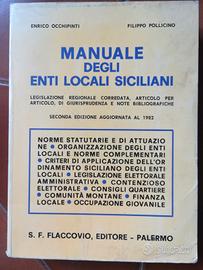 ENRICO OCCHIPINTI
FILIPPO POLLICINO
MANUALE
DEGLI
ENTI LOCALI SICILIANI
LEGISLAZIONE REGIONALE CORREDATA, ARTICOLO PER
ARTICOLO, DI GIURISPRUDENZA E NOTE BIBLIOGRAFICHE
SECONDA EDIZIONE AGGIORNATA AL 1982
NORME STATUTARIE E DI ATTUAZIO
NE • ORGANIZZAZIONE DEGLI ENTI
LOCALI E NORME COMPLEMENTARI
• CRITERI DI APPLICAZIONE DELL'OR
DINAMENTO SICILIANO DEGLI ENTI
LOCALI • LEGISLAZIONE ELETTORALE
AMMINISTRATIVA • CONTENZIOSO
ELETTORALE • CONSIGLI QUARTIERE
• COMUNITÀ MONTANE • FINANZA
LOCALE • OCCUPAZIONE GIOVANILE
S. F. FLACCOVIO, EDITORE - PALERMO